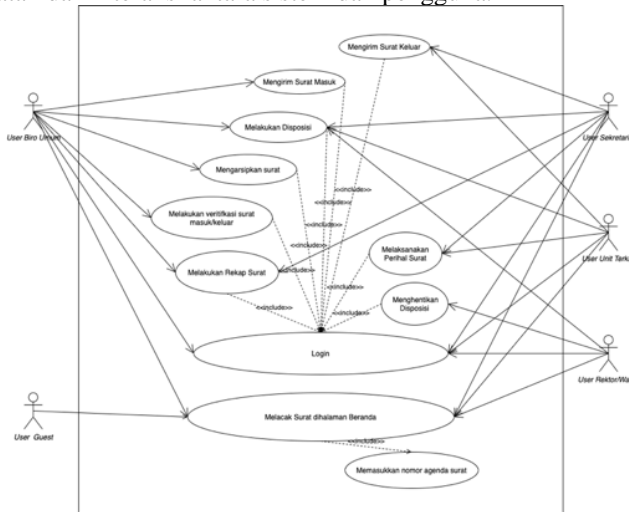 Mengirim Surat Keluar
Mengirim Surat Masuk
User Biro Umum
Melakukan Disposisi
User Sekretari
Mengarsipkan surat
<<include>>
<<include>>
Melakukan veritifkasi surat
masuk/keluar
<<include>>
Melaksanakan
Perihal Surat
User Unit Terka
Melakukan Rekap Surat
<<include>>
<<include>>
<<include>>
Menghentikan
Disposisi
<<include>>
Login
User Rektor/Wa
User Guest
Melacak Surat dihalaman Beranda
<<include>>
Memasukkan nomor agenda surat